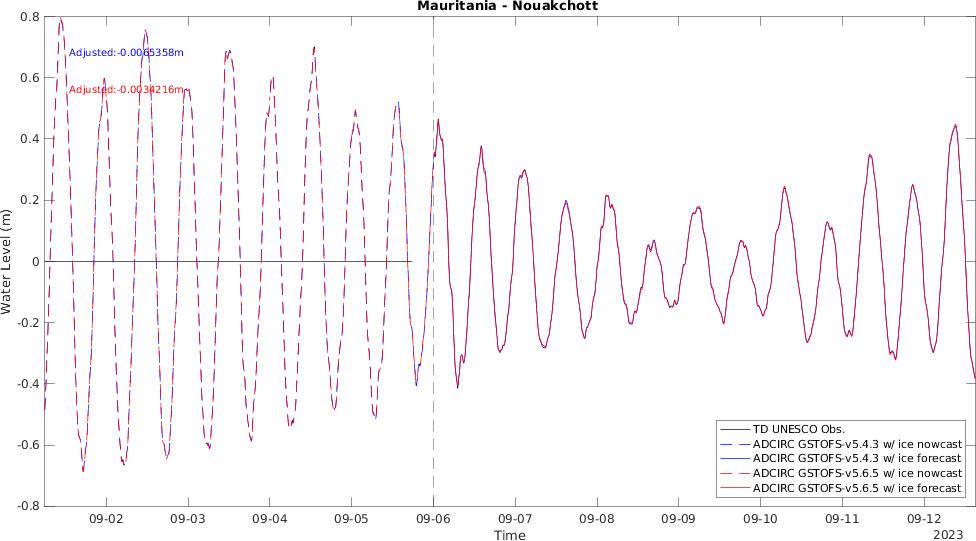 Mauritania - Nouakchott
0.8
0.6
0.4
0.2
0
-0.2
-0.4
-0.6
-0.8
Water Level (m)
Adjusted:-0.0065358m
Adjusted:-0.0034216m
TD UNESCO Obs.
ADCIRC GSTOFS-v5.4.3 w/ ice nowcast
ADCIRC GSTOFS-v5.4.3 w/ ice forecast
ADCIRC GSTOFS-v5.6.5 w/ ice nowcast
ADCIRC GSTOFS-v5.6.5 w/ ice forecast
09-02 09-03 09-04 09-05 09-06 09-07 09-08 09-09 09-10 09-11 09-12
Time
2023